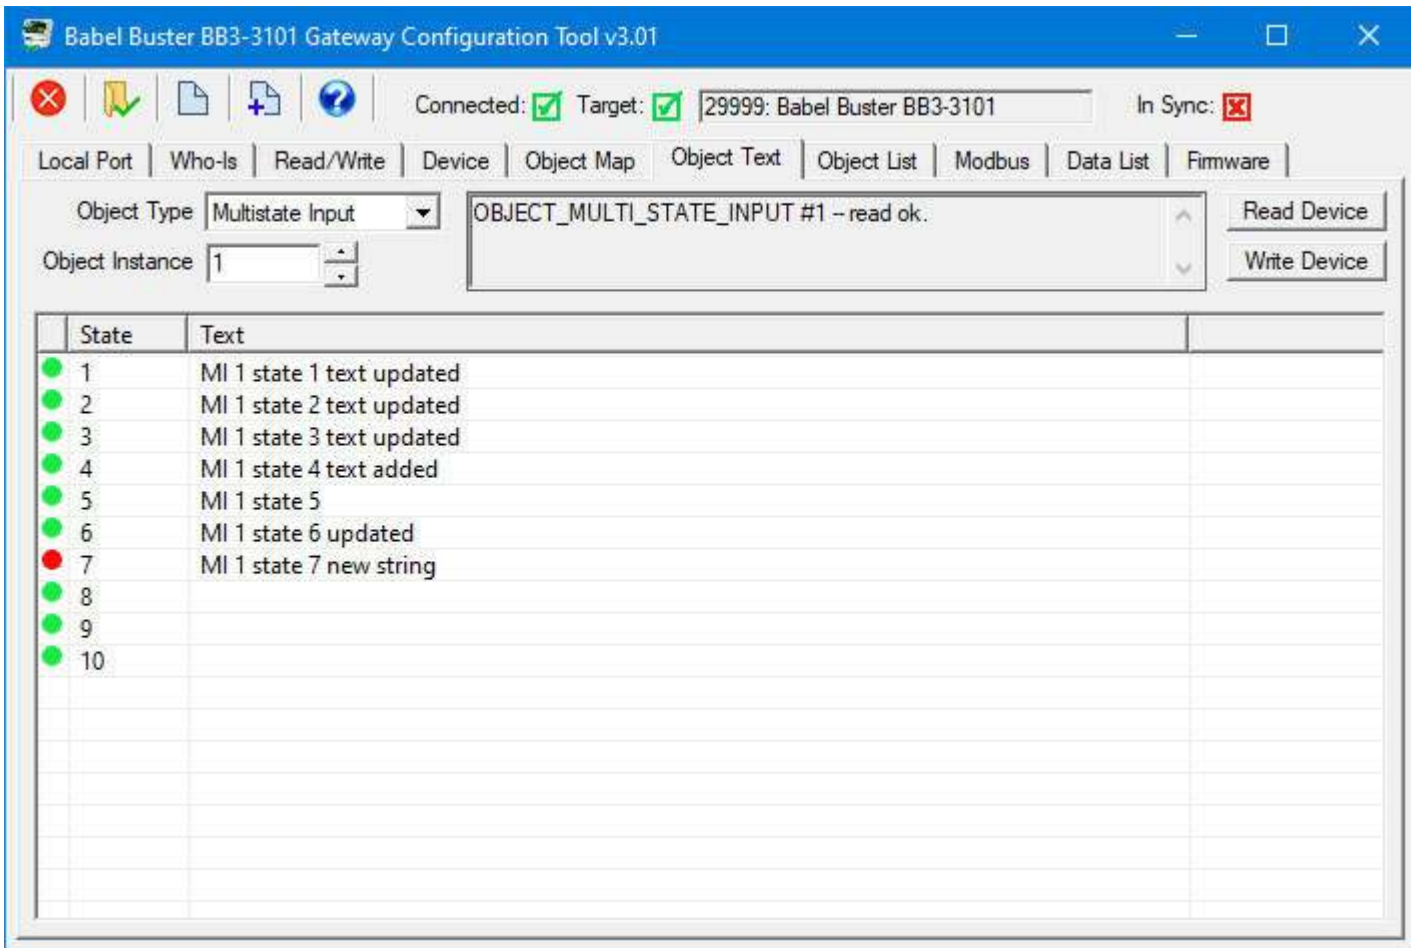 Babel Buster BB3-3101 Gateway Configuration Tool v3.01
Connected: Target: 29999: Babel Buster BB3-3101 In Sync:
Local Port Who-Is Read/Write Device Object Map Object Text Object List Modbus Data List Firmware
Object Type Multistate Input OBJECT_MULTI_STATE_INPUT #1 -- read ok. Read Device
Object Instance 1 Write Device
State Text
1 MI 1 state 1 text updated
2 MI 1 state 2 text updated
3 MI 1 state 3 text updated
4 MI 1 state 4 text added
5 MI 1 state 5
6 MI 1 state 6 updated
7 MI 1 state 7 new string
8
9
10